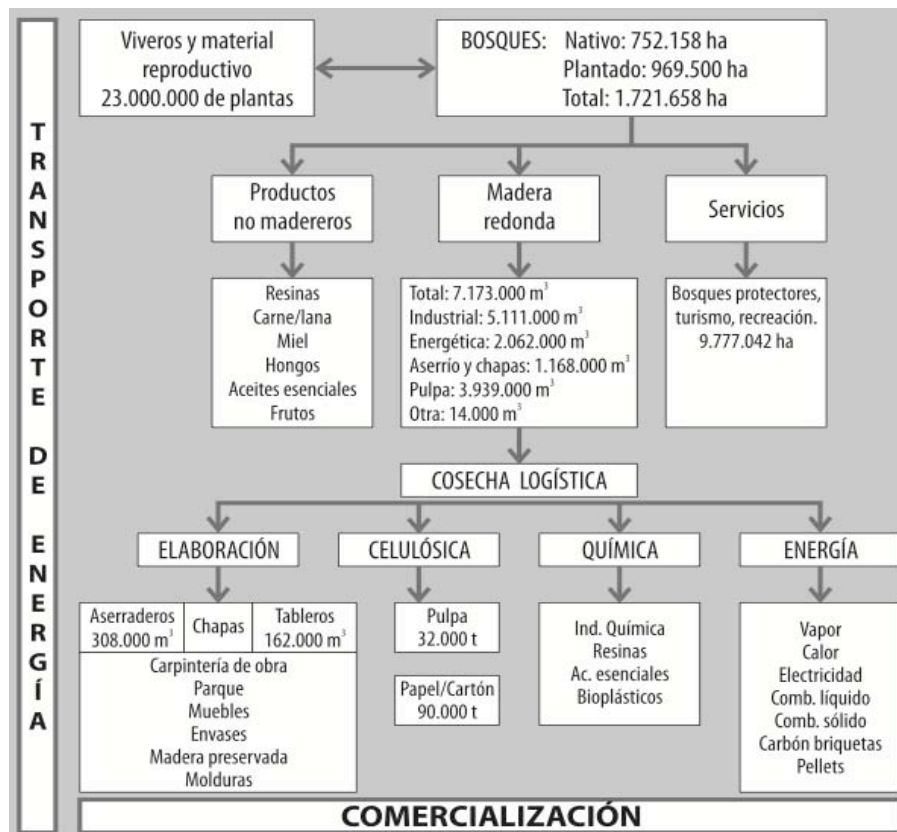 TRANSPORTE DE ENERGÍA
Viveros y material
reproductivo
23.000.000 de plantas
BOSQUES: Nativo: 752.158 ha
Plantado: 969.500 ha
Total: 1.721.658 ha
Productos
no madereros
Madera
redonda
Servicios
Resinas
Carne/lana
Miel
Hongos
Aceites esenciales
Frutos
Total: 7.173.000 m³
Industrial: 5.111.000 m³
Energética: 2.062.000 m³
Aserrío y chapas: 1.168.000 m³
Pulpa: 3.939.000 m³
Otra: 14.000 m³
Bosques protectores,
turismo, recreación.
9.777.042 ha
COSECHA LOGÍSTICA
ELABORACIÓN
CELULÓSICA
QUÍMICA
ENERGÍA
Aserraderos
308.000 m³
Chapas
Tableros
162.000 m³
Carpintería de obra
Parque
Muebles
Envases
Madera preservada
Molduras
Pulpa
32.000 t
Papel/Cartón
90.000 t
Ind. Química
Resinas
Ac. esenciales
Bioplásticos
Vapor
Calor
Electricidad
Comb. líquido
Comb. sólido
Carbón briquetas
Pellets
COMERCIALIZACIÓN